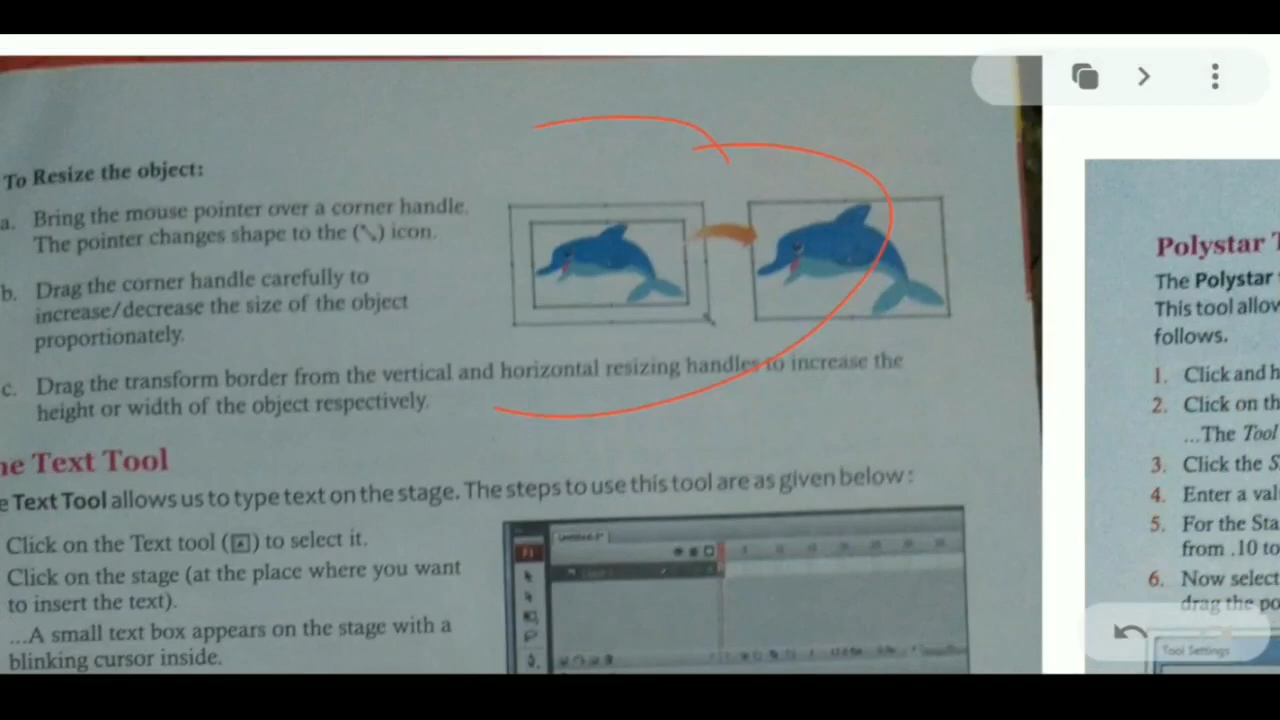 To Resize the object:
a. Bring the mouse pointer over a corner handle.
The pointer changes shape to the (⤡) icon.
b. Drag the corner handle carefully to
increase/decrease the size of the object
proportionately.
c. Drag the transform border from the vertical and horizontal resizing handles to increase the
height or width of the object respectively.
he Text Tool
e Text Tool allows us to type text on the stage. The steps to use this tool are as given below :
Click on the Text tool (A) to select it.
Click on the stage (at the place where you want
to insert the text).
...A small text box appears on the stage with a
blinking cursor inside.
Polystar T
The Polystar
This tool allow
follows.
1. Click and h
2. Click on th
...The Tool
3. Click the S
4. Enter a val
5. For the Sta
from .10 to
6. Now select
drag the po
Tool Settings